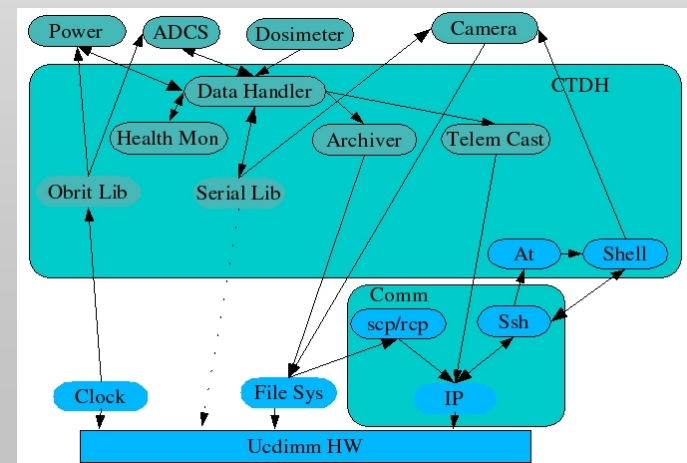 Power
ADCS
Dosimeter
Camera
CTDH
Data Handler
Health Mon
Archiver
Telem Cast
Obrit Lib
Serial Lib
At
Shell
Comm
scp/rcp
Ssh
Clock
File Sys
IP
Ucdimm HW